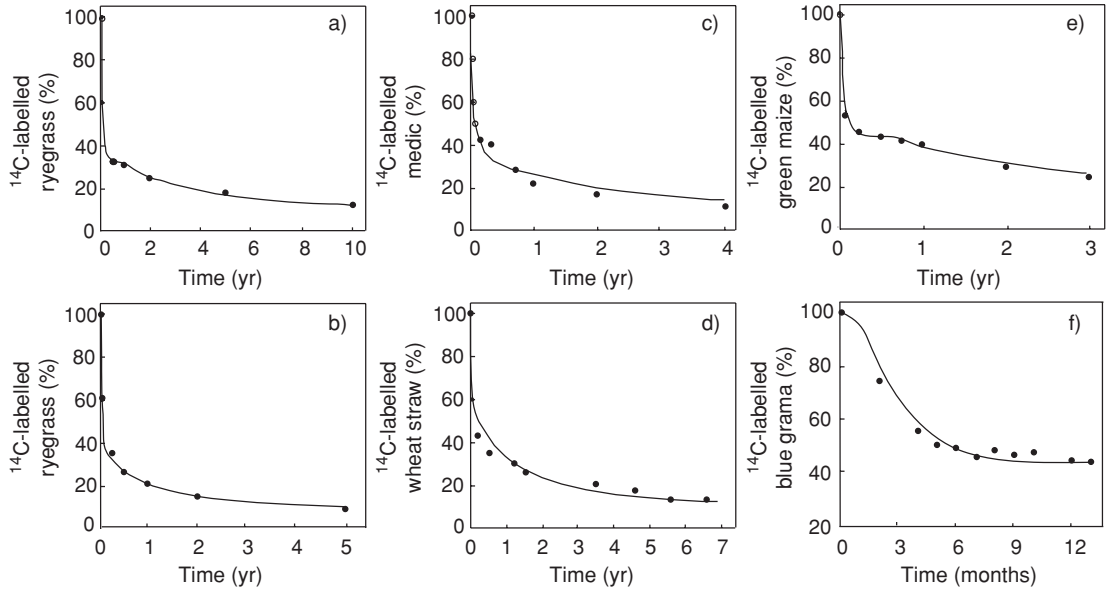 a)
14C-labelled
ryegrass (%)
100
80
60
40
20
0
0 2 4 6 8 10
Time (yr)
c)
14C-labelled
medic (%)
100
80
60
40
20
0
0 1 2 3 4
Time (yr)
e)
14C-labelled
green maize (%)
100
80
60
40
20
0
0 1 2 3
Time (yr)
b)
14C-labelled
ryegrass (%)
100
80
60
40
20
0
0 1 2 3 4 5
Time (yr)
d)
14C-labelled
wheat straw (%)
100
80
60
40
20
0
0 1 2 3 4 5 6 7
Time (yr)
f)
14C-labelled
blue grama (%)
100
80
60
40
20
0 3 6 9 12
Time (months)